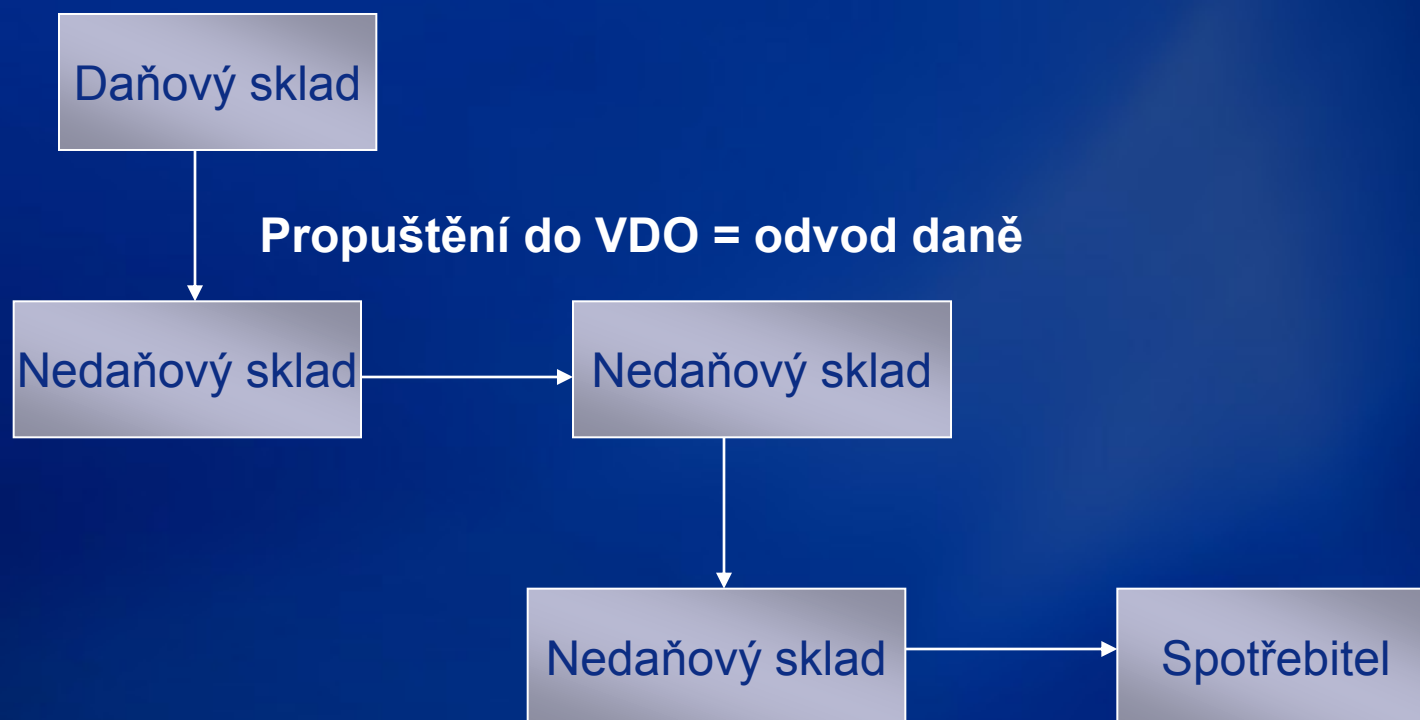 Daňový sklad
Propuštění do VDO = odvod daně
Nedaňový sklad
Nedaňový sklad
Nedaňový sklad
Spotřebitel